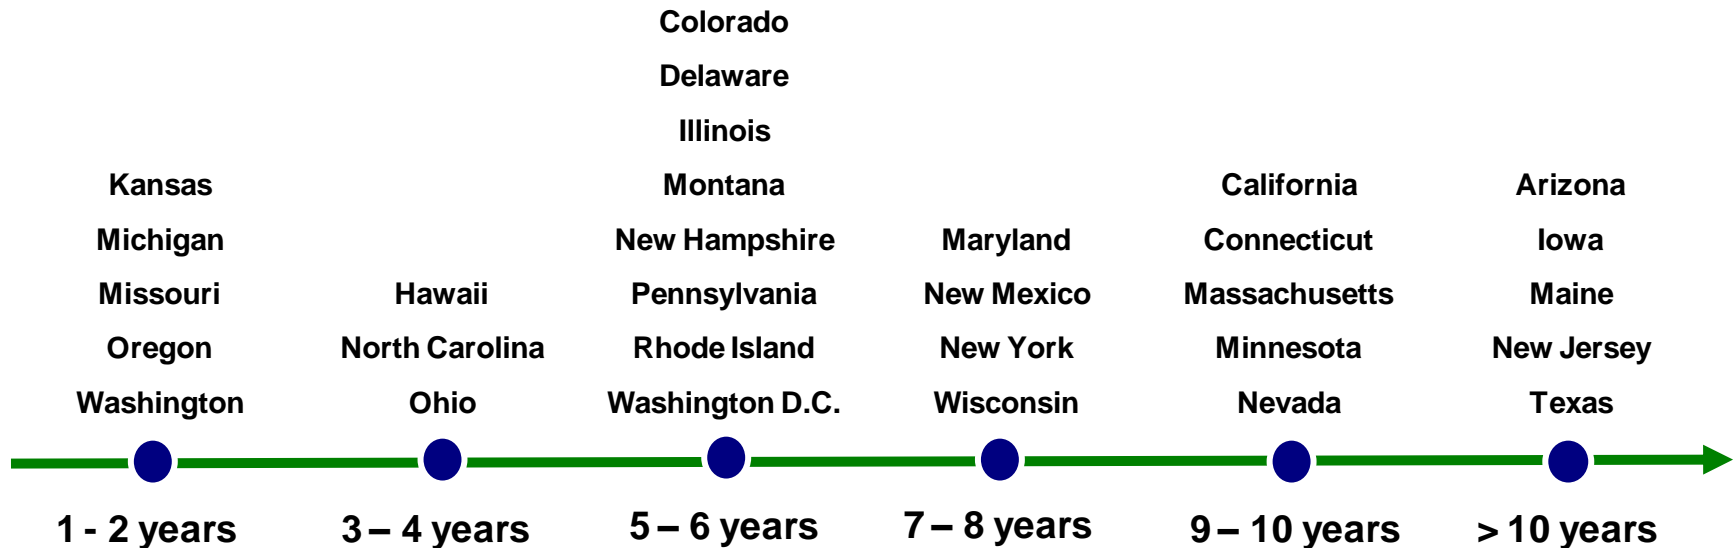 Colorado
Delaware
Illinois
Kansas Montana California Arizona
Michigan New Hampshire Maryland Connecticut Iowa
Missouri Hawaii Pennsylvania New Mexico Massachusetts Maine
Oregon North Carolina Rhode Island New York Minnesota New Jersey
Washington Ohio Washington D.C. Wisconsin Nevada Texas
1 - 2 years 3 – 4 years 5 – 6 years 7 – 8 years 9 – 10 years > 10 years